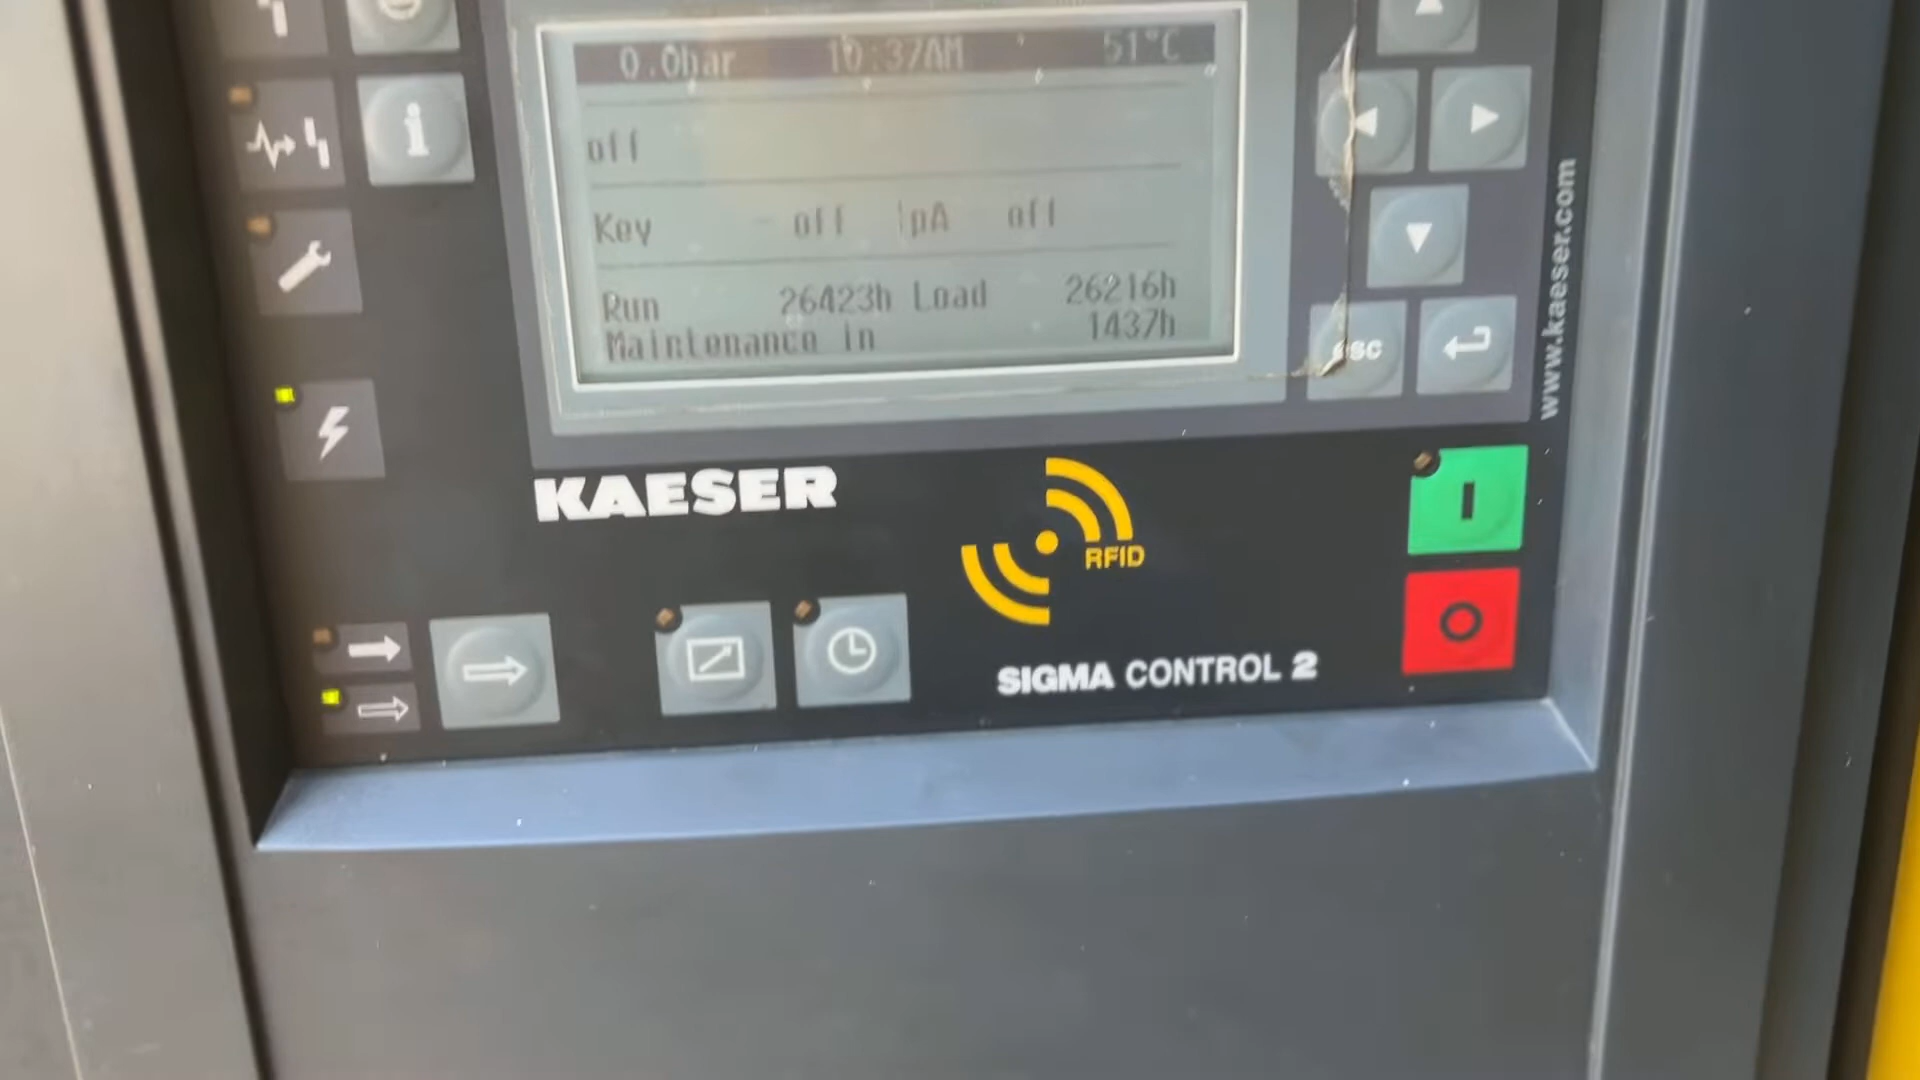 0.0bar 10:37AM 51°C
off
Key - off |pA - off
Run 26423h Load 26216h
Maintenance in 1437h
i
esc
www.kaeser.com
KAESER
RFID
I
O
SIGMA CONTROL 2